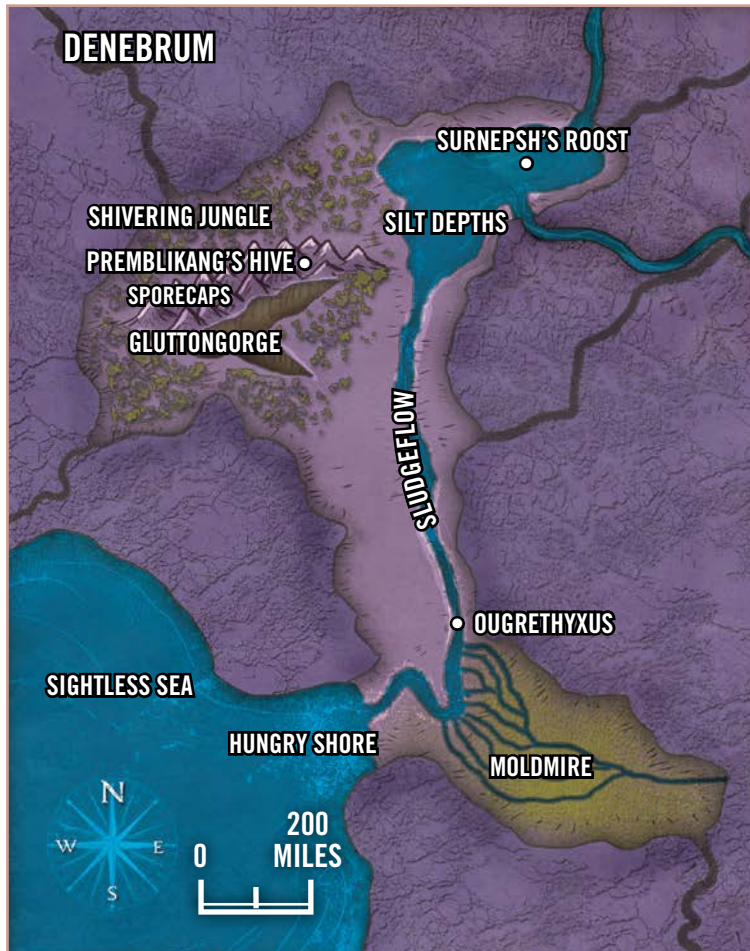 DENEBRUM
SURNEPSH'S ROOST
SHIVERING JUNGLE
SILT DEPTHS
PREMBLIKANG'S HIVE
SPORECAPS
GLUTTONGORGE
SLUDGEFLOW
OUGRETHYXUS
SIGHTLESS SEA
HUNGRY SHORE
MOLDMIRE
N
W
E
S
0
200
MILES